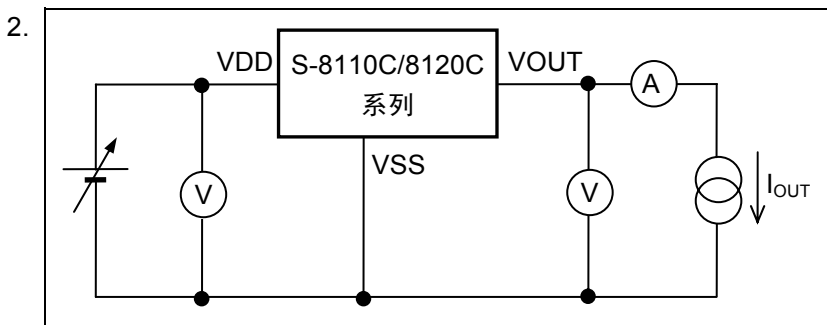 2.
VDD S-8110C/8120C VOUT A
系列
VSS
V V IOUT